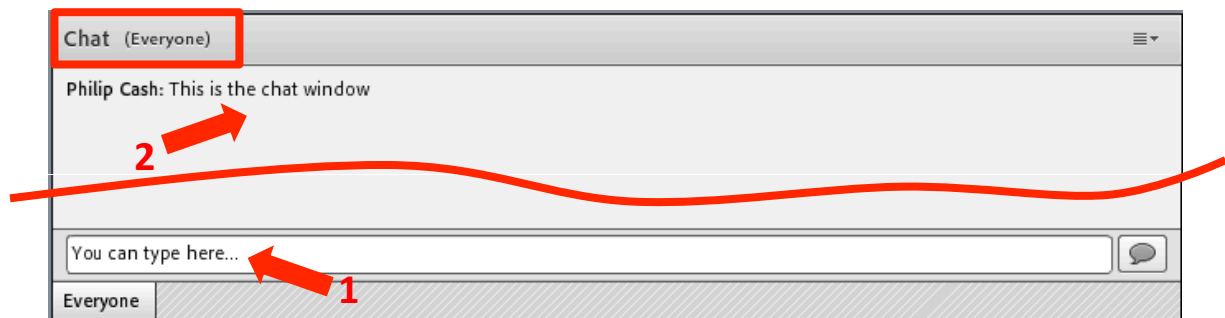 Chat (Everyone)
Philip Cash: This is the chat window
2
You can type here...
1
Everyone